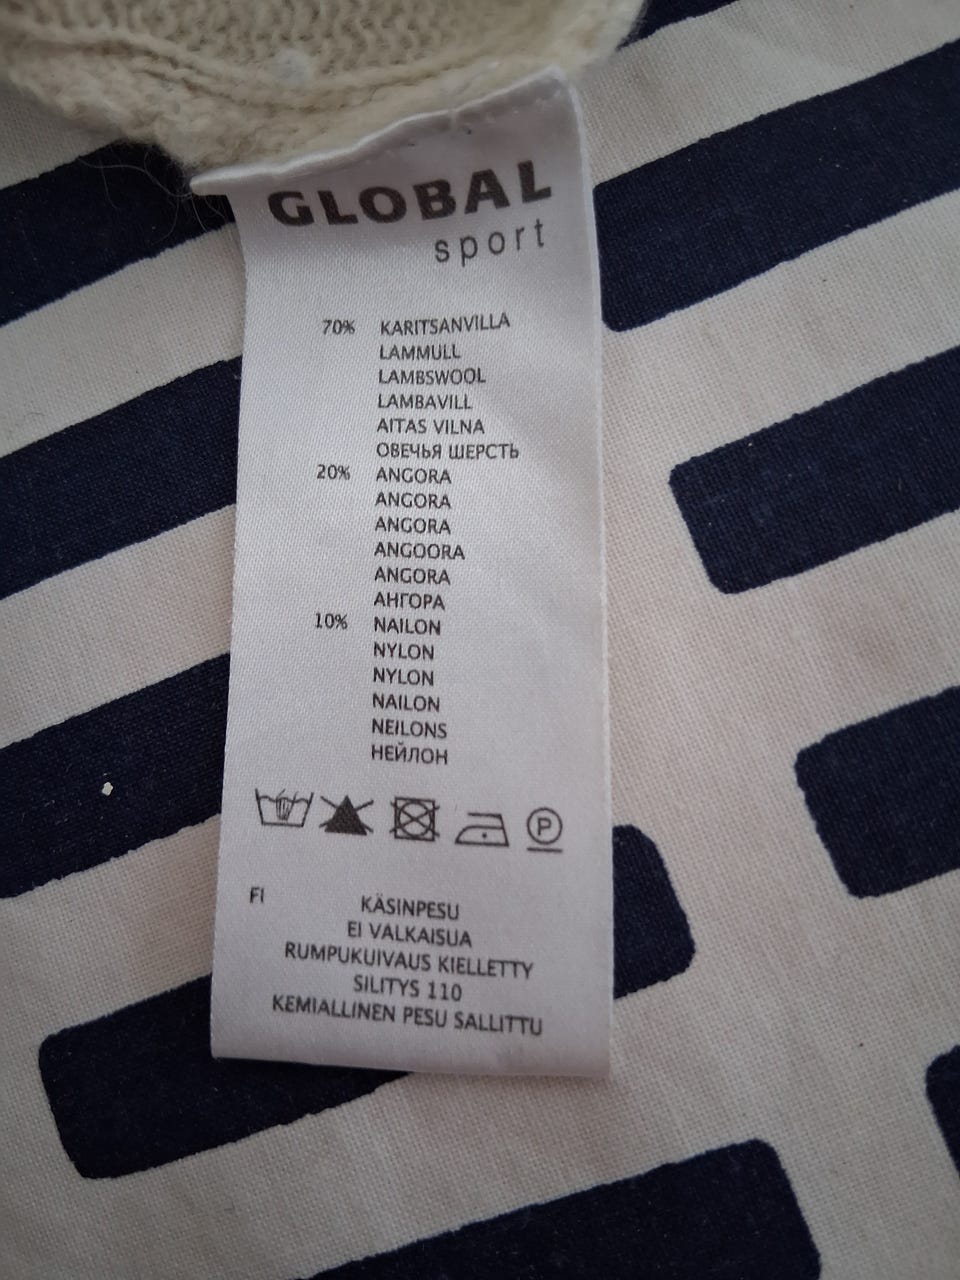 GLOBAL
sport
70% KARITSANVILLA
LAMMULL
LAMBSWOOL
LAMBAVILL
AITAS VILNA
ОВЕЧЬЯ ШЕРСТЬ
20% ANGORA
ANGORA
ANGORA
ANGOORA
ANGORA
АНГОРА
10% NAILON
NYLON
NYLON
NAILON
NEILONS
НЕЙЛОН
P
FI
KÄSINPESU
EI VALKAISUA
RUMPUKUIVAUS KIELLETTY
SILITYS 110
KEMIALLINEN PESU SALLITTU